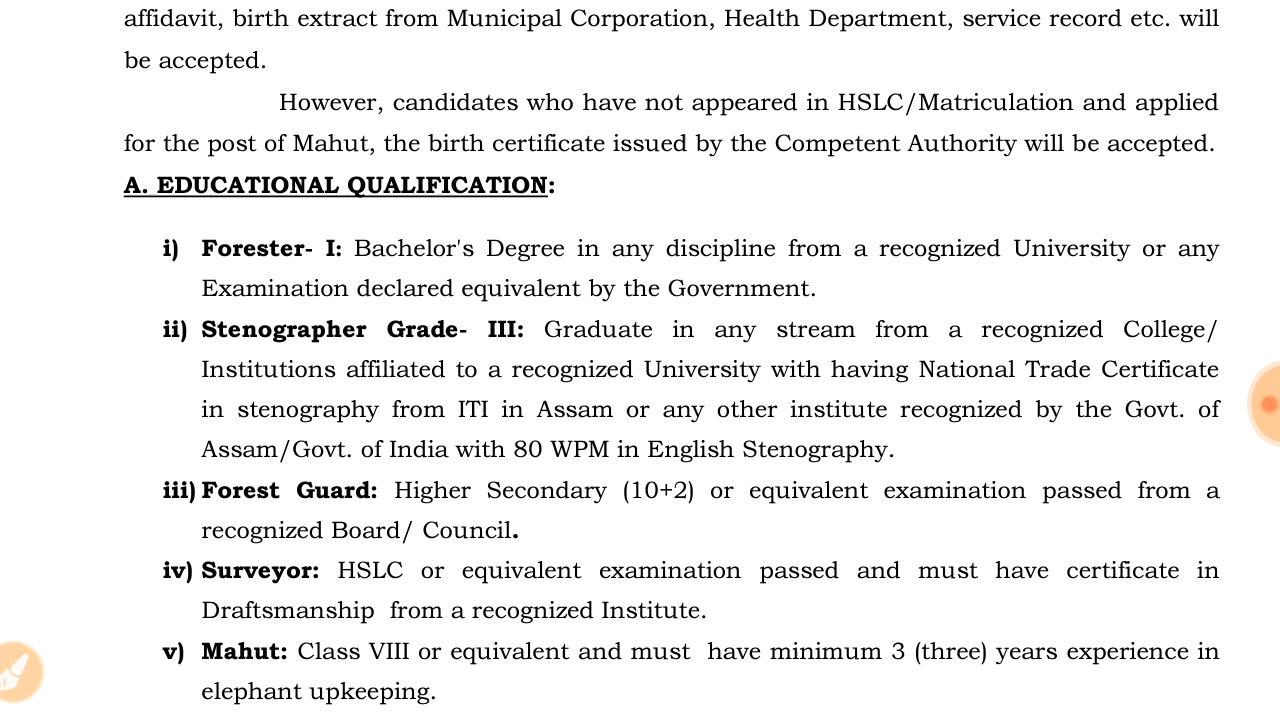 affidavit, birth extract from Municipal Corporation, Health Department, service record etc. will
be accepted.
However, candidates who have not appeared in HSLC/Matriculation and applied
for the post of Mahut, the birth certificate issued by the Competent Authority will be accepted.
A. EDUCATIONAL QUALIFICATION:
i) Forester- I: Bachelor's Degree in any discipline from a recognized University or any
Examination declared equivalent by the Government.
ii) Stenographer Grade- III: Graduate in any stream from a recognized College/
Institutions affiliated to a recognized University with having National Trade Certificate
in stenography from ITI in Assam or any other institute recognized by the Govt. of
Assam/Govt. of India with 80 WPM in English Stenography.
iii) Forest Guard: Higher Secondary (10+2) or equivalent examination passed from a
recognized Board/ Council.
iv) Surveyor: HSLC or equivalent examination passed and must have certificate in
Draftsmanship from a recognized Institute.
v) Mahut: Class VIII or equivalent and must have minimum 3 (three) years experience in
elephant upkeeping.